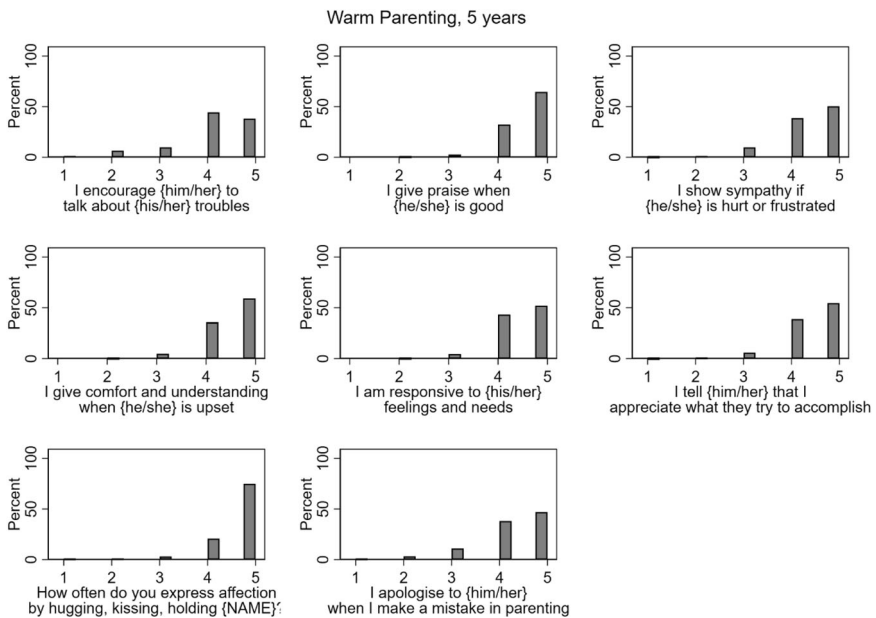 Warm Parenting, 5 years
Percent
0 50 100
1 2 3 4 5
I encourage {him/her} to
talk about {his/her} troubles
Percent
0 50 100
1 2 3 4 5
I give praise when
{he/she} is good
Percent
0 50 100
1 2 3 4 5
I show sympathy if
{he/she} is hurt or frustrated
Percent
0 50 100
1 2 3 4 5
I give comfort and understanding
when {he/she} is upset
Percent
0 50 100
1 2 3 4 5
I am responsive to {his/her}
feelings and needs
Percent
0 50 100
1 2 3 4 5
I tell {him/her} that I
appreciate what they try to accomplish
Percent
0 50 100
1 2 3 4 5
How often do you express affection
by hugging, kissing, holding {NAME}?
Percent
0 50 100
1 2 3 4 5
I apologise to {him/her}
when I make a mistake in parenting